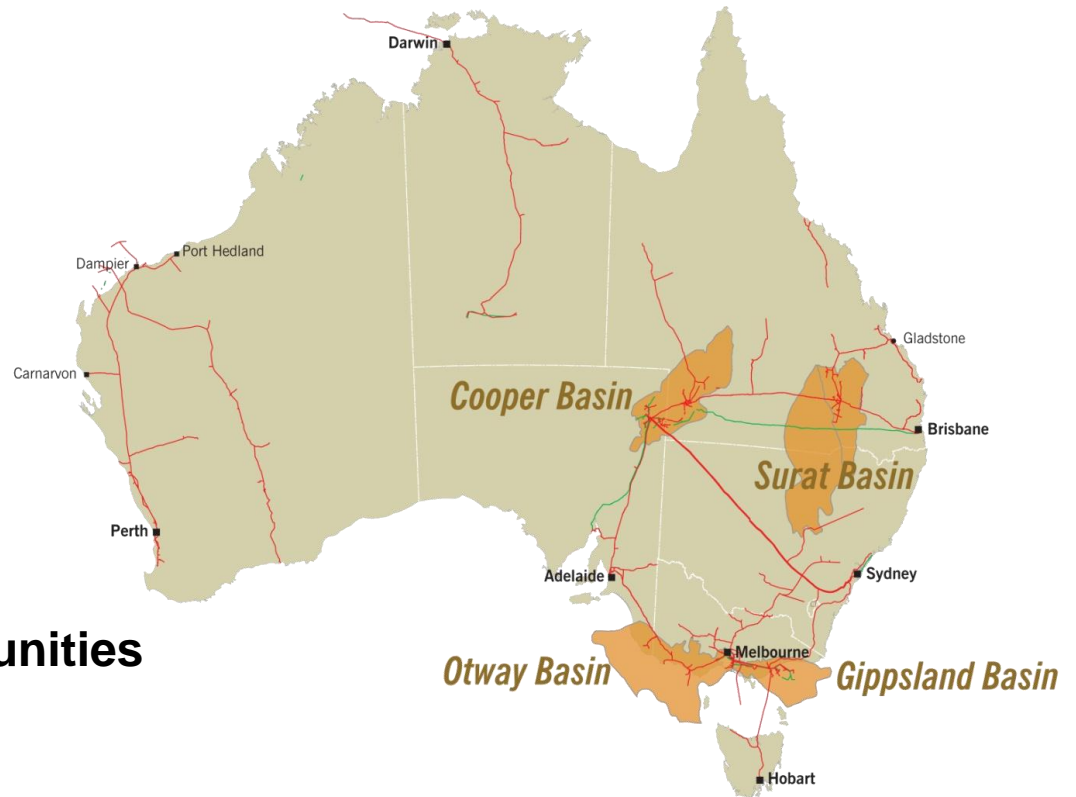 Darwin
Port Hedland
Dampier
Gladstone
Carnarvon
Cooper Basin
Brisbane
Surat Basin
Perth
Adelaide
Sydney
unities
Melbourne
Otway Basin
Gippsland Basin
Hobart